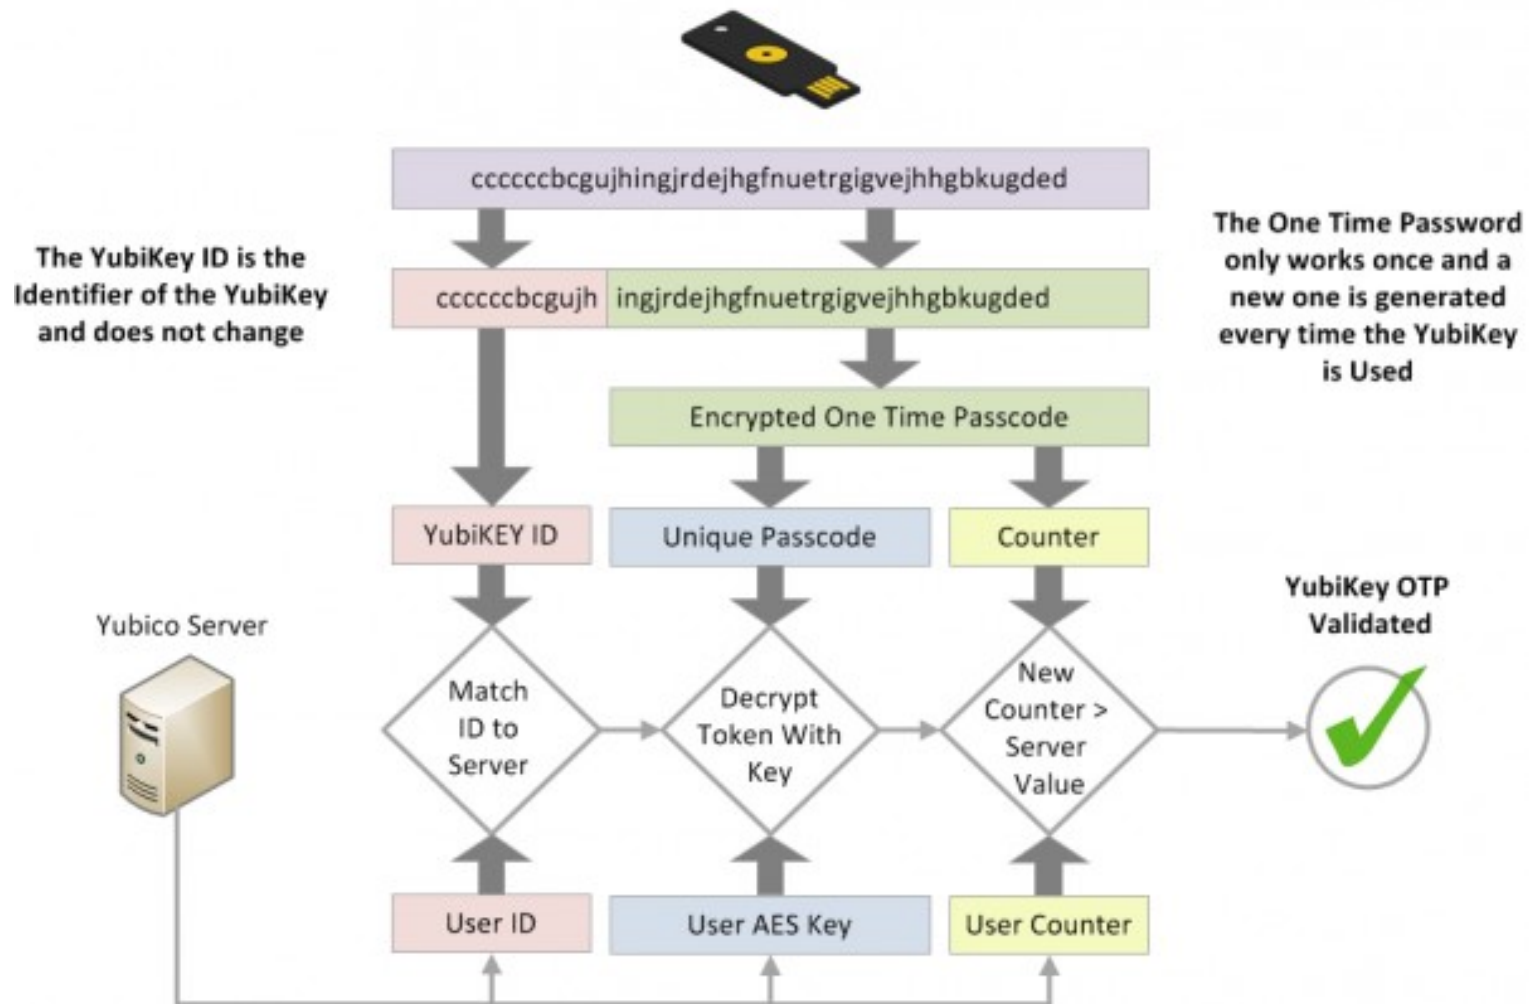 ccccccbcgujhingjrdejhgfnuetrgigvejhhgbkugded
The YubiKey ID is the
Identifier of the YubiKey
and does not change
ccccccbcgujh
ingjrdejhgfnuetrgigvejhhgbkugded
The One Time Password
only works once and a
new one is generated
every time the YubiKey
is Used
Encrypted One Time Passcode
YubiKEY ID
Unique Passcode
Counter
Yubico Server
Match
ID to
Server
Decrypt
Token With
Key
New
Counter >
Server
Value
YubiKey OTP
Validated
User ID
User AES Key
User Counter